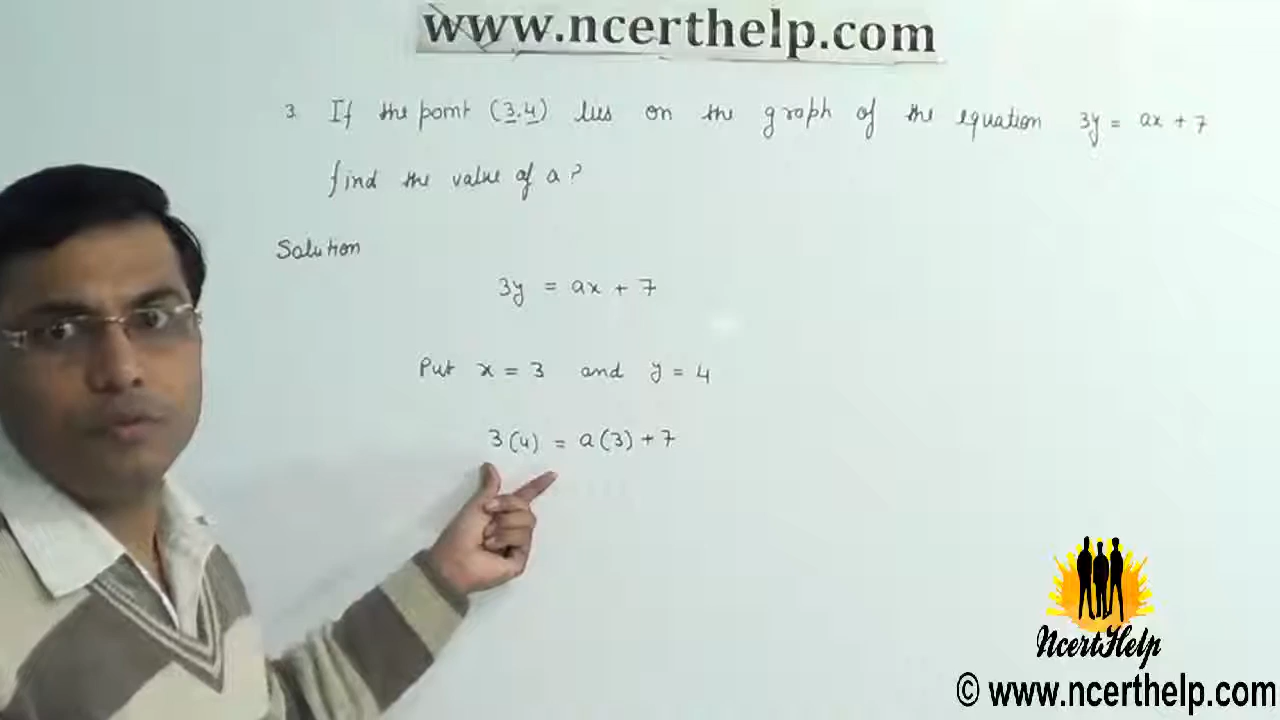 www.ncerthelp.com
3. If the point (3,4) lies on the graph of the equation 3y = ax + 7
find the value of a?
Solution
3y = ax + 7
Put x = 3 and y = 4
3(4) = a(3) + 7
NcertHelp
© www.ncerthelp.com